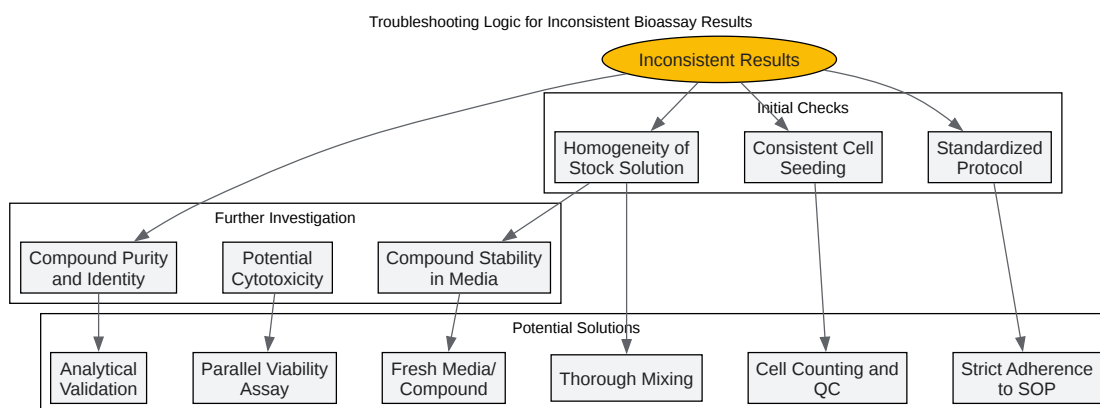 Troubleshooting Logic for Inconsistent Bioassay Results
Inconsistent Results
Initial Checks
Homogeneity of
Stock Solution
Consistent Cell
Seeding
Standardized
Protocol
Further Investigation
Compound Purity
and Identity
Potential
Cytotoxicity
Compound Stability
in Media
Potential Solutions
Analytical
Validation
Parallel Viability
Assay
Fresh Media/
Compound
Thorough Mixing
Cell Counting and
QC
Strict Adherence
to SOP